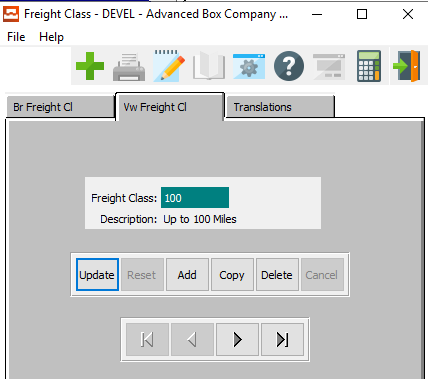 Freight Class - DEVEL - Advanced Box Company ...
File Help
Br Freight Cl Vw Freight Cl Translations
Freight Class: 100
Description: Up to 100 Miles
Update Reset Add Copy Delete Cancel